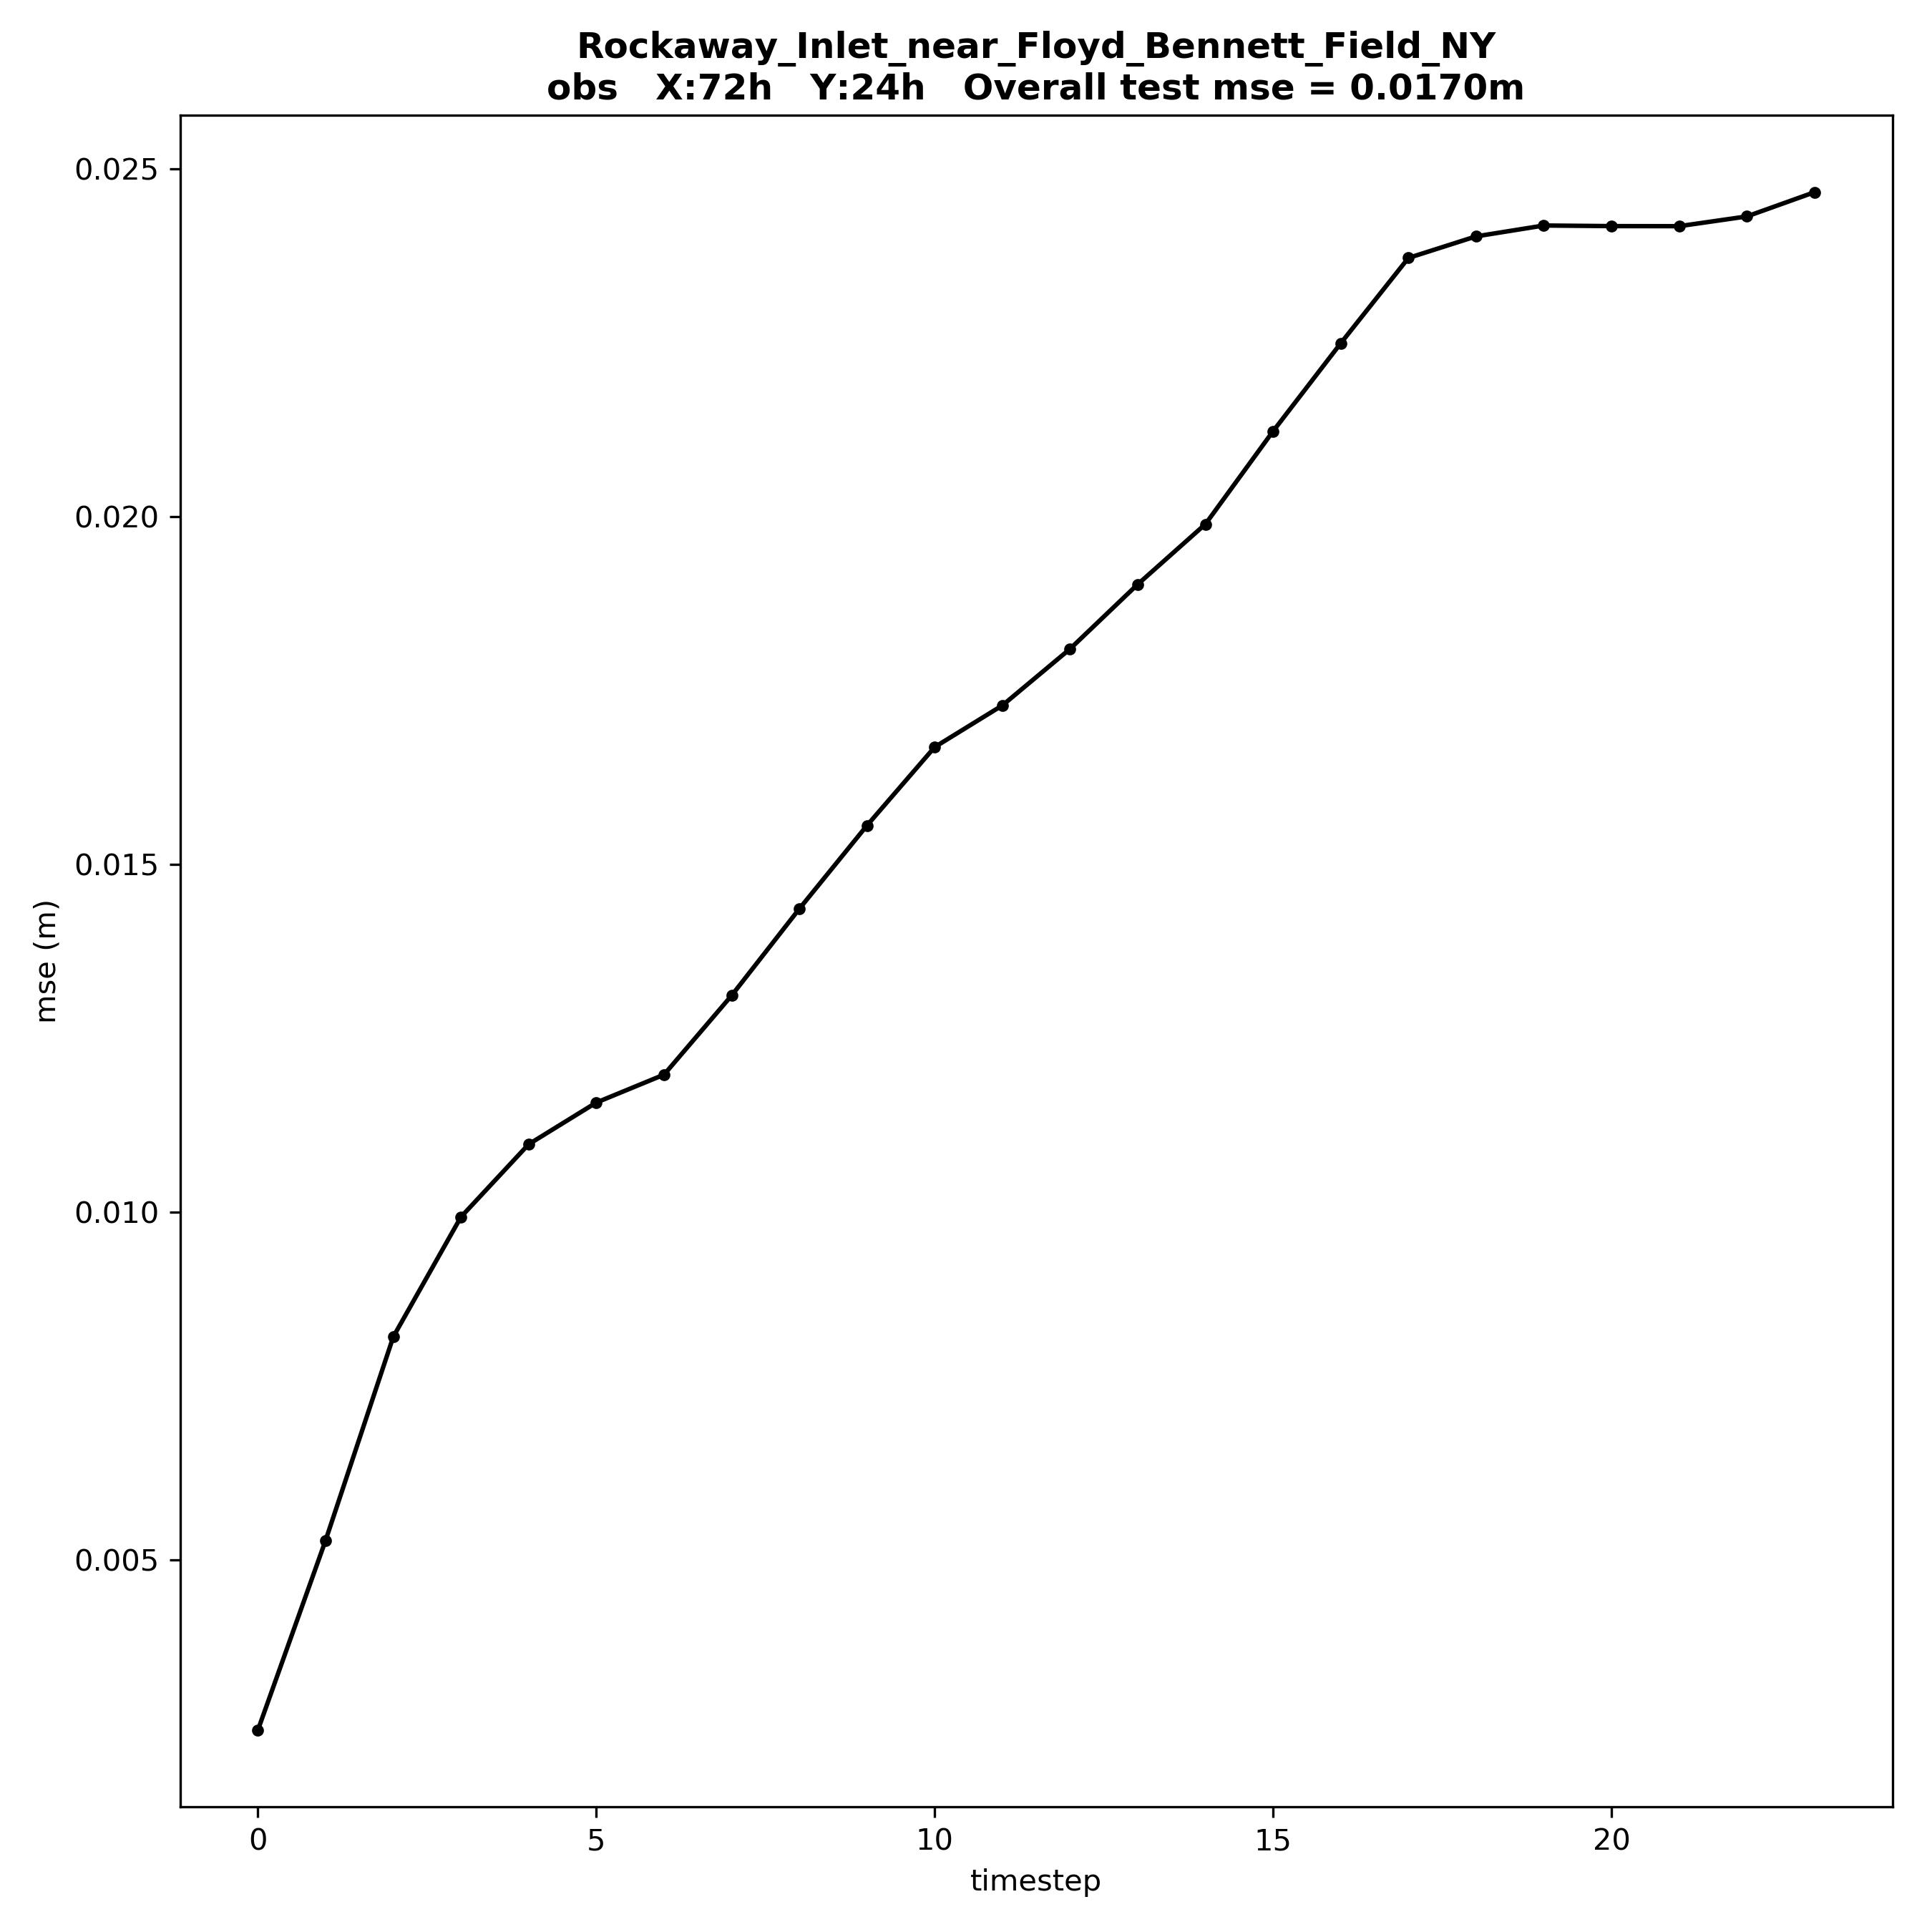 Rockaway_Inlet_near_Floyd_Bennett_Field_NY
obs   X:72h   Y:24h   Overall test mse = 0.0170m
0.025
0.020
0.015
0.010
0.005
mse (m)
0 5 10 15 20
timestep